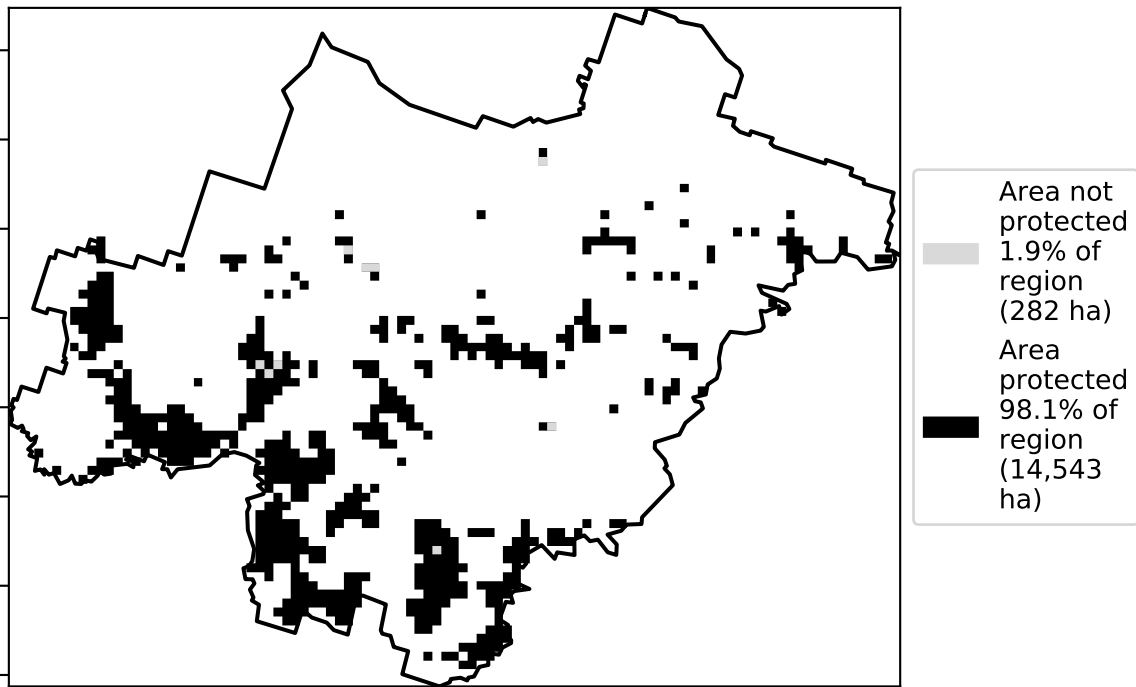 Area not
protected
1.9% of
region
(282 ha)
Area
protected
98.1% of
region
(14,543
ha)